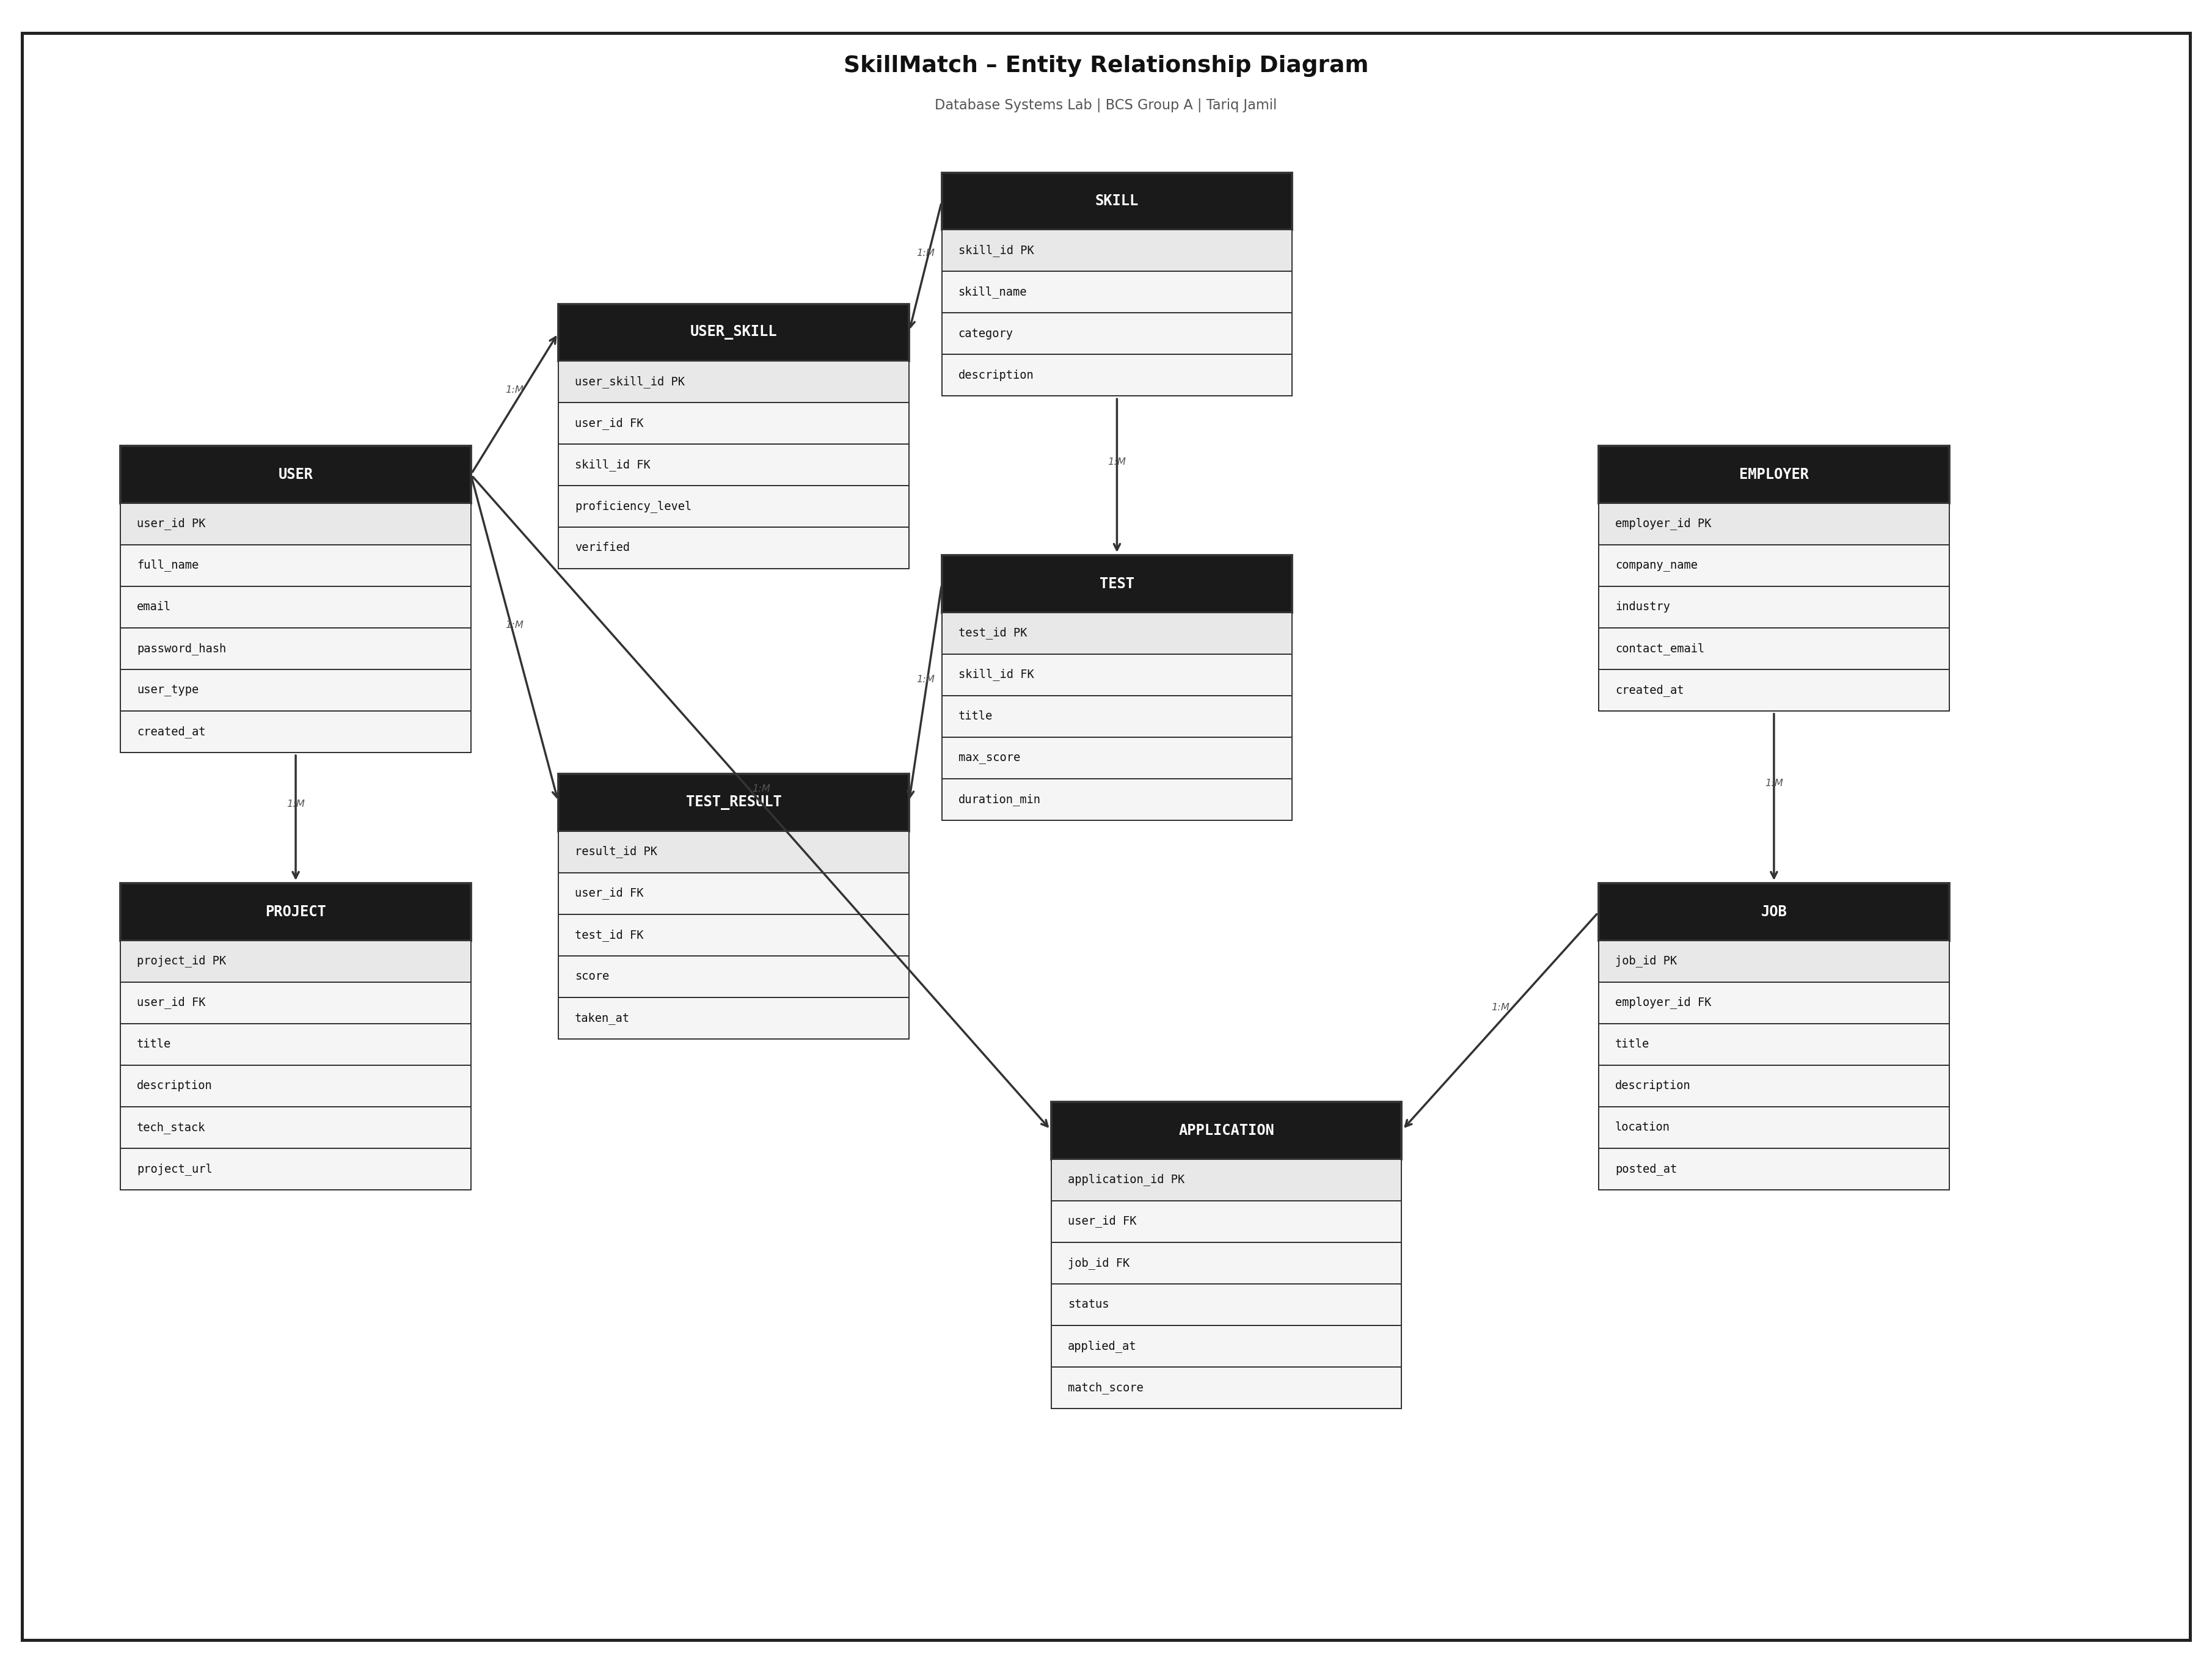 SkillMatch – Entity Relationship Diagram
Database Systems Lab | BCS Group A | Tariq Jamil
SKILL
skill_id PK
skill_name
category
description
1:M
USER_SKILL
user_skill_id PK
user_id FK
skill_id FK
proficiency_level
verified
1:M
1:M
USER
user_id PK
full_name
email
password_hash
user_type
created_at
1:M
1:M
TEST
test_id PK
skill_id FK
title
max_score
duration_min
1:M
EMPLOYER
employer_id PK
company_name
industry
contact_email
created_at
1:M
1:M
TEST_RESULT
result_id PK
user_id FK
test_id FK
score
taken_at
1:M
PROJECT
project_id PK
user_id FK
title
description
tech_stack
project_url
JOB
job_id PK
employer_id FK
title
description
location
posted_at
1:M
APPLICATION
application_id PK
user_id FK
job_id FK
status
applied_at
match_score